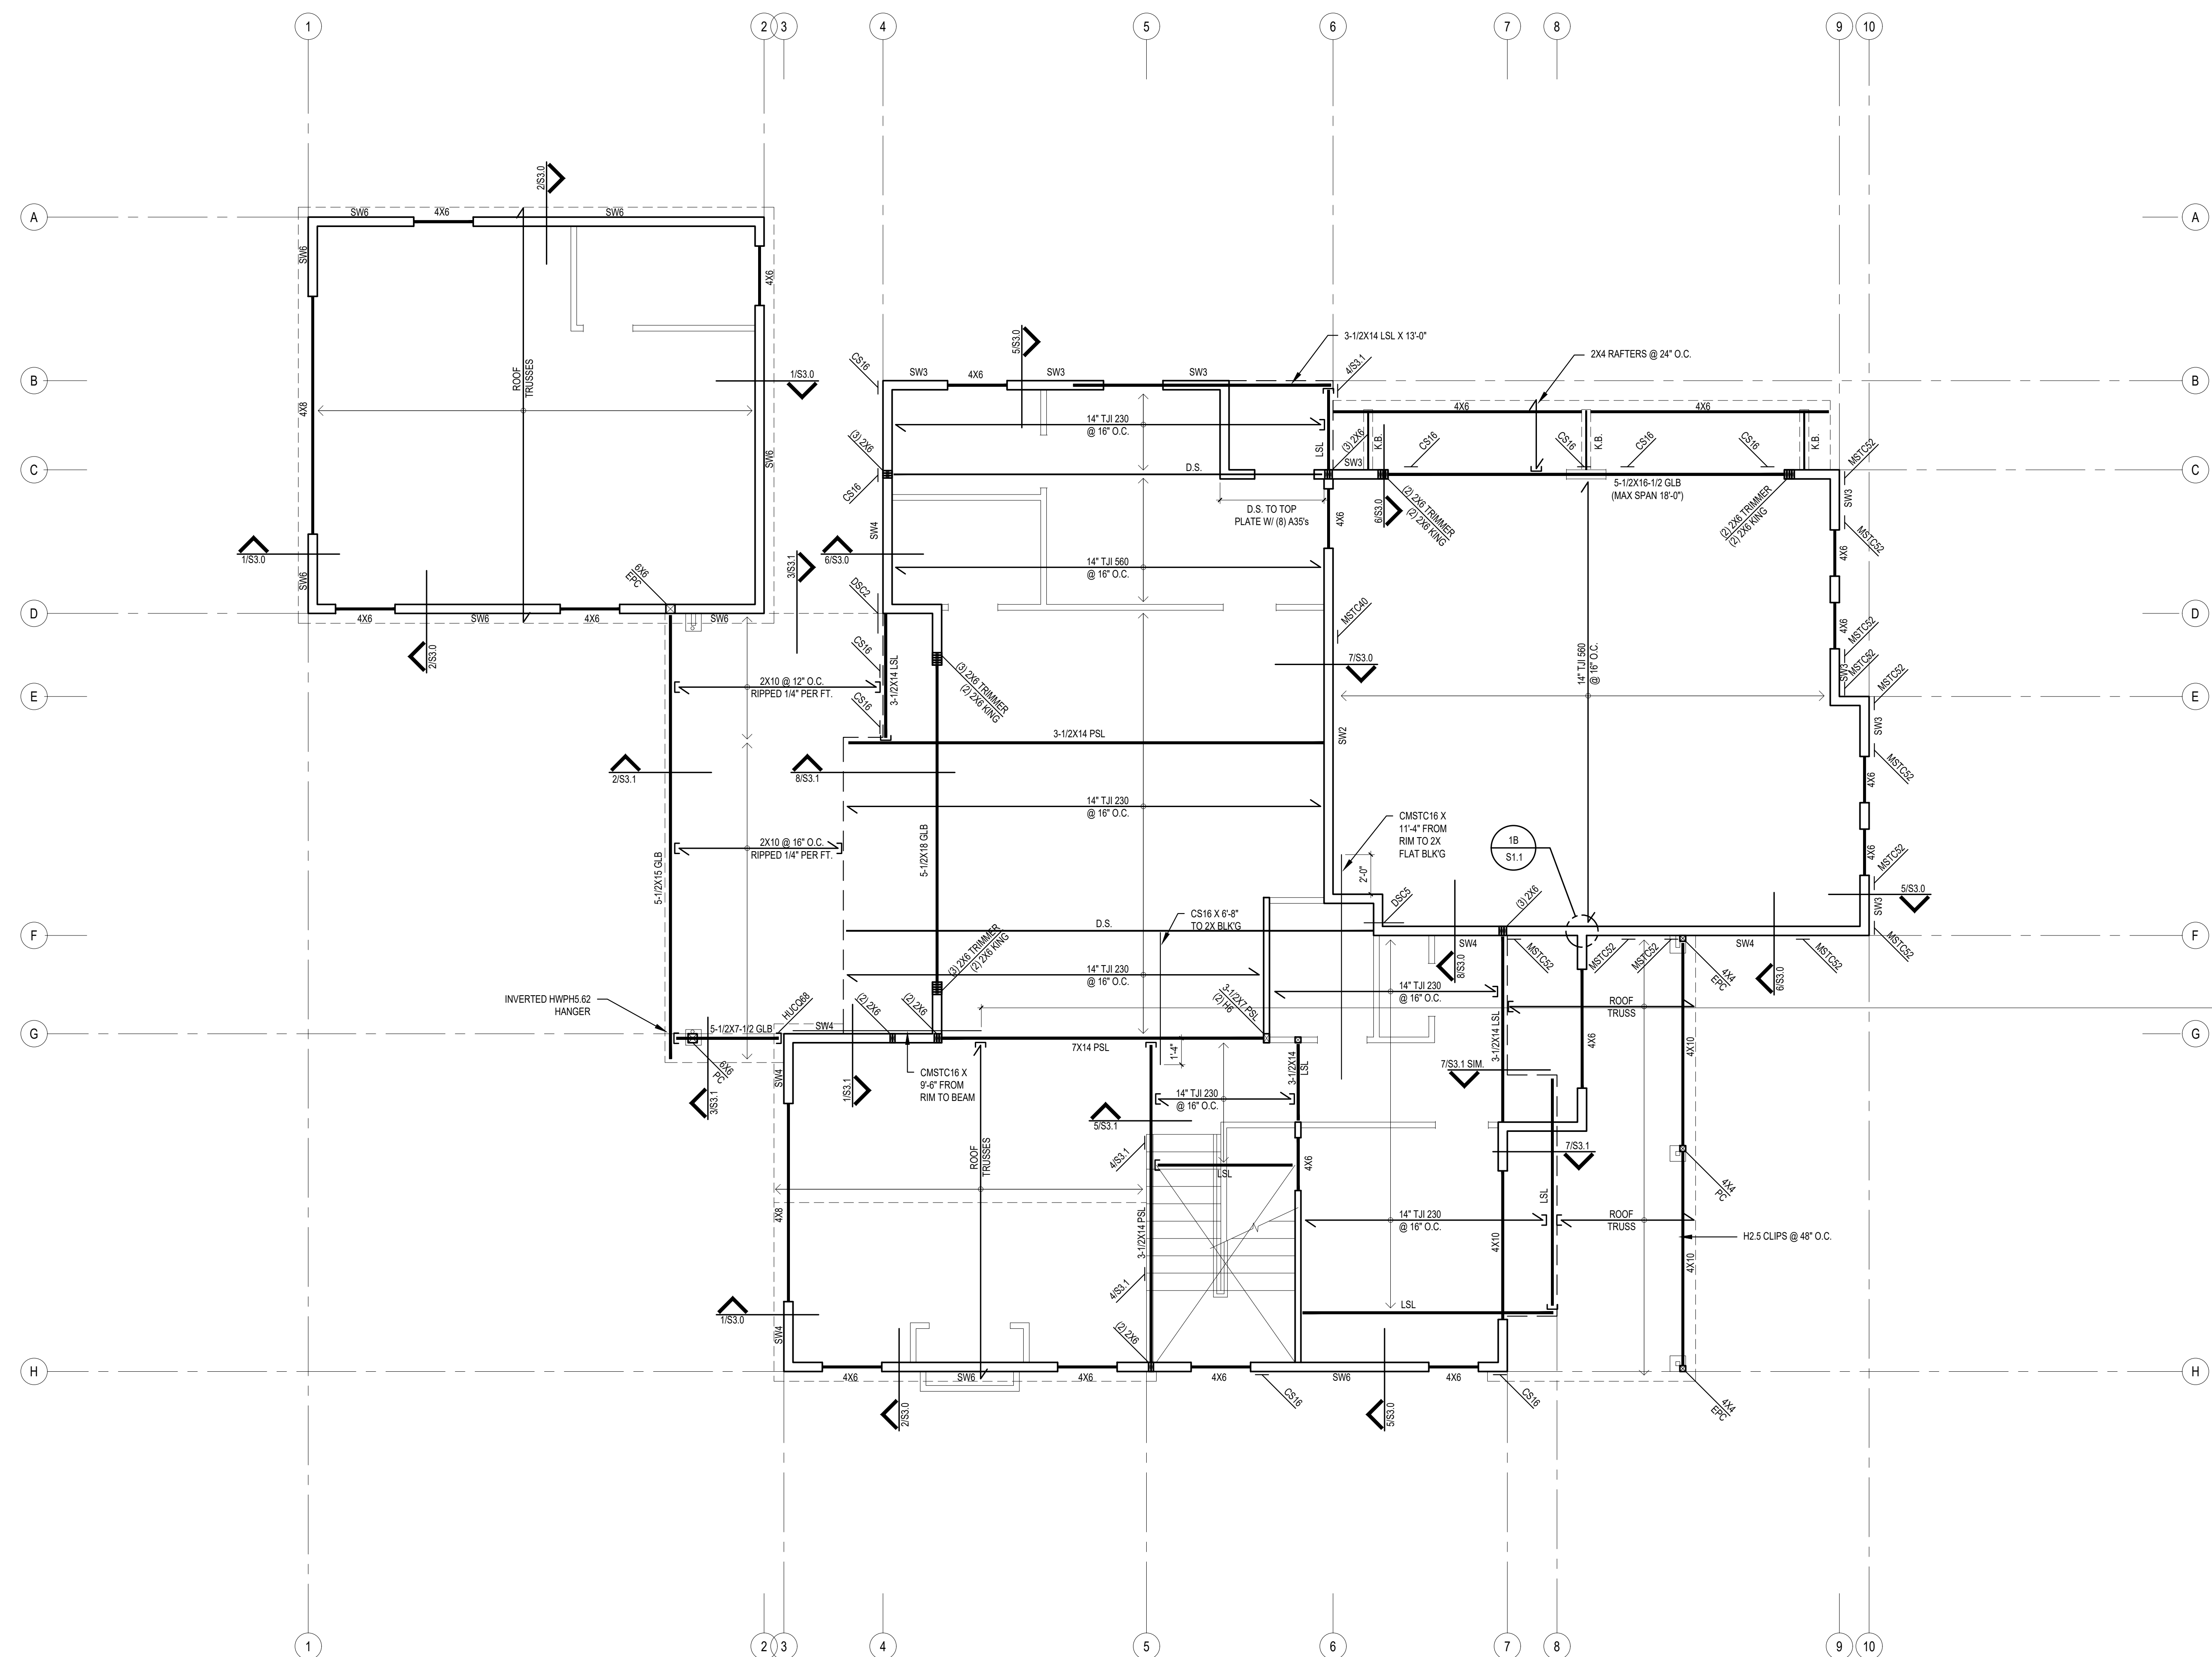 1 2 3 4 5 6 7 8 9 10
A
A
2/S3.0
SW6 4X6 SW6
SW6
4X6
ROOF
TRUSSES
1/S3.0
B
B
4X8
SW6
1/S3.0
SW6
6X6
EPC
C
C
D
D
4X6 SW6 4X6 SW6
2/S3.0
5/S3.0
3-1/2X14 LSL X 13'-0"
4/S3.1
2X4 RAFTERS @ 24" O.C.
CS16
SW3 4X6 SW3 SW3
14" TJI 230
@ 16" O.C.
LSL
(3) 2X6
4X6
4X6
K.B.
K.B.
K.B.
CS16
CS16
CS16
CS16
SW3
(3) 2X6
CS16
D.S.
D.S. TO TOP
PLATE W/ (8) A35's
4X6
6/S3.0
(2) 2X6 TRIMMER
(2) 2X6 KING
5-1/2X16-1/2 GLB
(MAX SPAN 18'-0")
(2) 2X6 TRIMMER
(2) 2X6 KING
MSTC52
SW3
MSTC52
4X6
4X6
MSTC52
SW3
MSTC52
MSTC52
SW4
3/S3.1
6/S3.0
DSC2
14" TJI 560
@ 16" O.C.
MSTC40
7/S3.0
14" TJI 560
@ 16" O.C.
E
E
CS16
CS16
3-1/2X14 LSL
(3) 2X6 TRIMMER
(2) 2X6 KING
2X10 @ 12" O.C.
RIPPED 1/4" PER FT.
3-1/2X14 PSL
SW2
SW3
MSTC52
4X6
4X6
MSTC52
SW3
MSTC52
5/S3.0
2/S3.1
8/S3.1
14" TJI 230
@ 16" O.C.
2X10 @ 16" O.C.
RIPPED 1/4" PER FT.
5-1/2X15 GLB
5-1/2X18 GLB
CMSTC16 X
11'-4" FROM
RIM TO 2X
FLAT BLK'G
2'-0"
1B
S1.1
F
F
D.S.
CS16 X 6'-8"
TO 2X BLK'G
DSC5
(3) 2X6
(3) 2X6 TRIMMER
(2) 2X6 KING
14" TJI 230
@ 16" O.C.
3-1/2X7 PSL
(2) H6
SW4
8/S3.0
MSTC52
MSTC52
MSTC52
SW4
MSTC52
4X4
EPC
6/S3.0
14" TJI 230
@ 16" O.C.
ROOF
TRUSS
INVERTED HWPH5.62
HANGER
HUCQ68
(2) 2X6
(2) 2X6
G
G
5-1/2X7-1/2 GLB
SW4
6X6
PC
3/S3.1
SW4
1/S3.1
CMSTC16 X
9'-6" FROM
RIM TO BEAM
7X14 PSL
1'-4"
3-1/2X14
LSL
3-1/2X14 LSL
4X6
4X10
7/S3.1 SIM.
14" TJI 230
@ 16" O.C.
5/S3.1
4/S3.1
ROOF
TRUSSES
LSL
4X6
7/S3.1
4X4
PC
4X8
3-1/2X14 PSL
14" TJI 230
@ 16" O.C.
4X10
LSL
ROOF
TRUSS
H2.5 CLIPS @ 48" O.C.
4X10
4/S3.1
LSL
1/S3.0
SW4
(2) 2X6
H
H
4X6 SW6 4X6 4X6 SW6 4X6
2/S3.0
CS16
5/S3.0
CS16
4X4
EPC
1 2 3 4 5 6 7 8 9 10